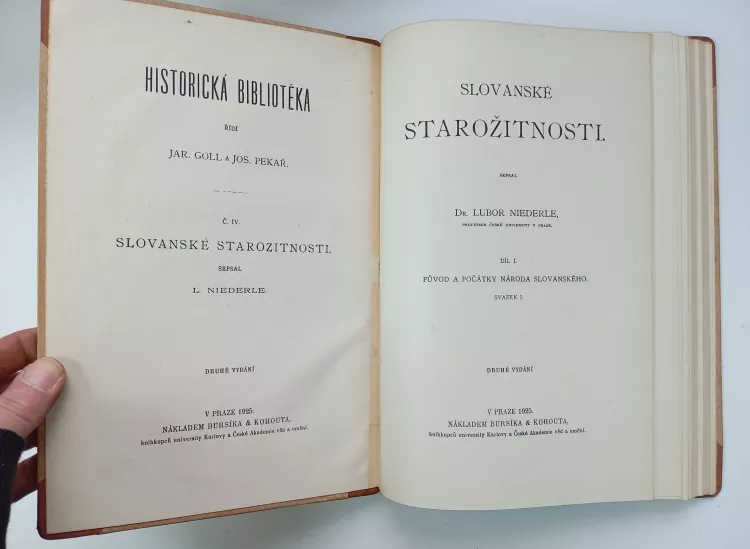 HISTORICKÁ BIBLIOTÉKA
ŘÍDÍ
JAR. GOLL A JOS. PEKAŘ.
Č. IV.
SLOVANSKÉ STAROZITNOSTI.
SEPSAL
L. NIEDERLE.
DRUHÉ VYDÁNÍ
V PRAZE 1925.
NÁKLADEM BURSÍKA & KOHOUTA,
knihkupců university Karlovy a České Akademie věd a umění.
SLOVANSKÉ
STAROŽITNOSTI.
SEPSAL
DR. LUBOR NIEDERLE,
PROFESSOR ČESKÉ UNIVERSITY V PRAZE.
DÍL I.
PŮVOD A POČÁTKY NÁRODA SLOVANSKÉHO.
SVAZEK I.
DRUHÉ VYDÁNÍ
V PRAZE 1925.
NÁKLADEM BURSÍKA & KOHOUTA,
knihkupců university Karlovy a České Akademie věd a umění.